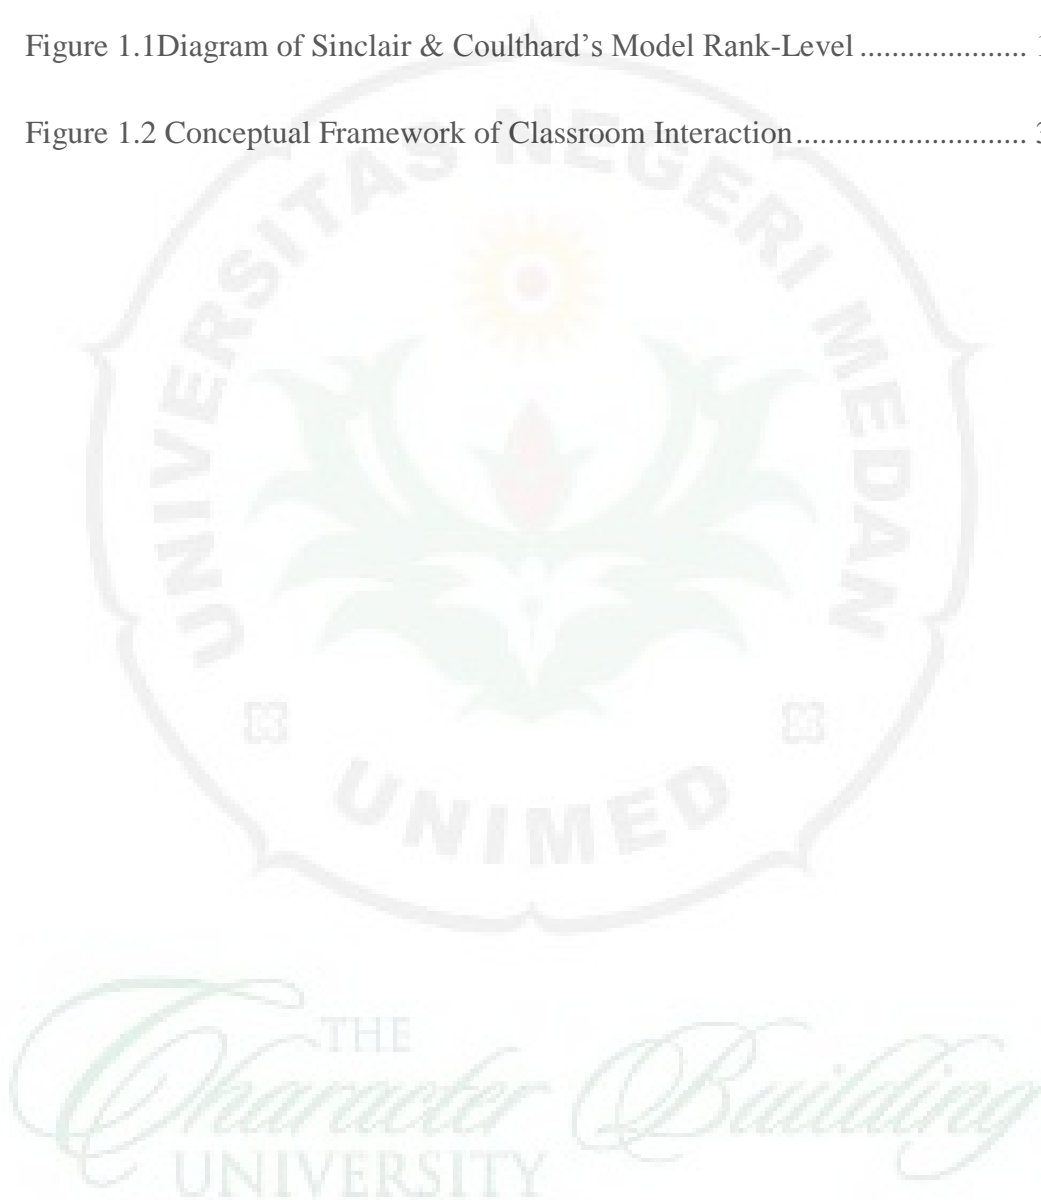 Figure 1.1Diagram of Sinclair & Coulthard’s Model Rank-Level .....................
Figure 1.2 Conceptual Framework of Classroom Interaction.............................
UNIVERSITAS NEGERI MEDAN
UNIMED
THE
Character Building
UNIVERSITY